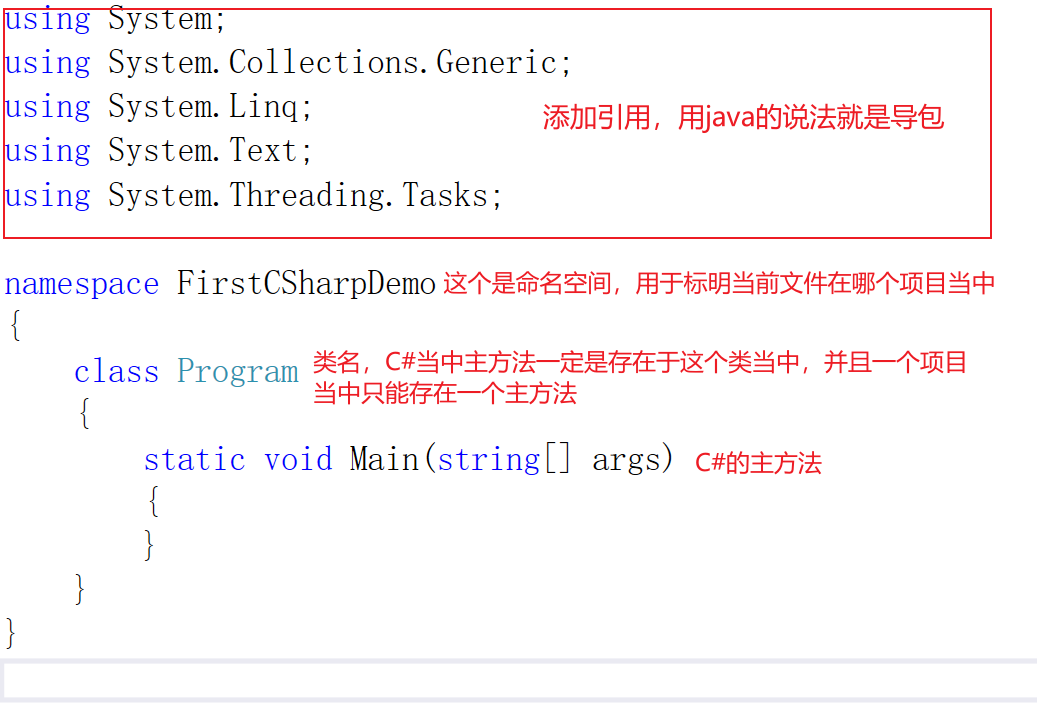 using System;
using System.Collections.Generic;
using System.Linq;
添加引用，用java的说法就是导包
using System.Text;
using System.Threading.Tasks;
namespace FirstCSharpDemo 这个是命名空间，用于标明当前文件在哪个项目当中
{
class Program 类名，C#当中主方法一定是存在于这个类当中，并且一个项目
当中只能存在一个主方法
{
static void Main(string[] args) C#的主方法
{
}
}
}